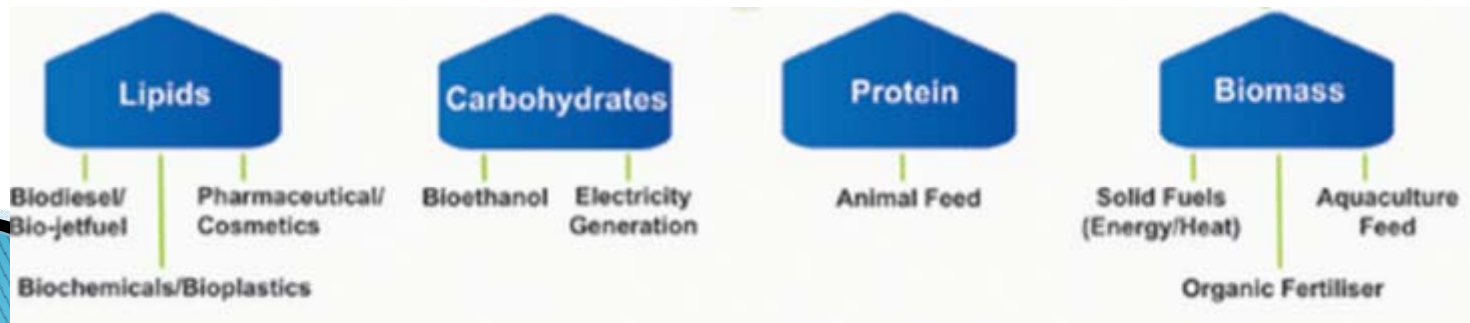 Lipids
Carbohydrates
Protein
Biomass
Biodiesel/
Bio-jetfuel
Pharmaceutical/
Cosmetics
Biochemicals/Bioplastics
Bioethanol
Electricity
Generation
Animal Feed
Solid Fuels
(Energy/Heat)
Aquaculture
Feed
Organic Fertiliser